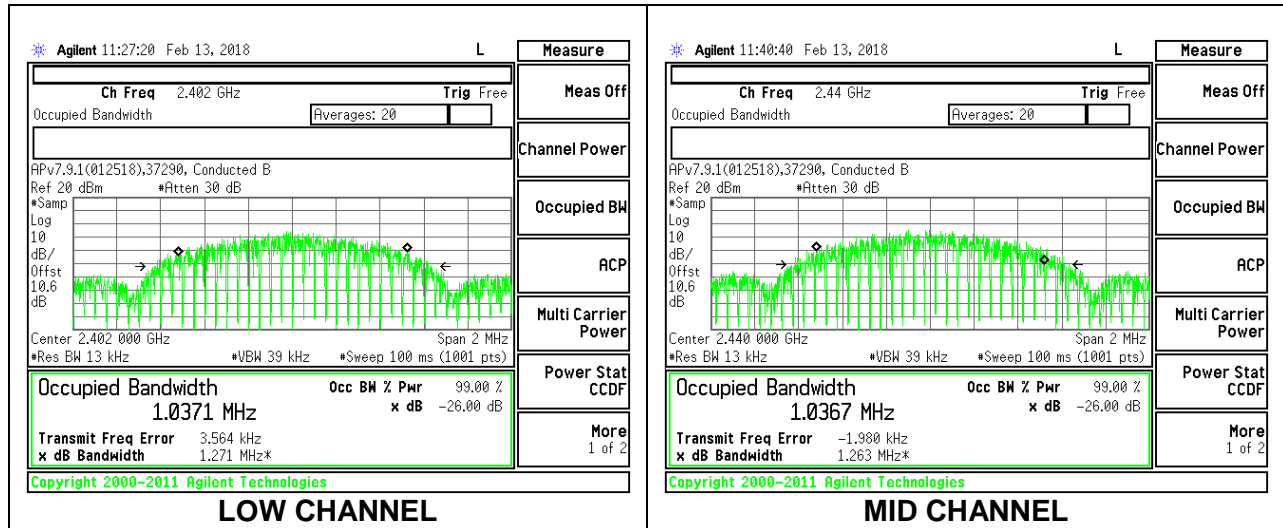 Agilent 11:27:20 Feb 13, 2018 L
Measure
Ch Freq 2.402 GHz Trig Free
Occupied Bandwidth Averages: 20
APv7.9.1(012518),37290, Conducted B
Ref 20 dBm #Atten 30 dB
#Samp
Log
10
dB/
Offst
10.6
dB
Center 2.402 000 GHz Span 2 MHz
#Res BW 13 kHz #VBW 39 kHz #Sweep 100 ms (1001 pts)
Occupied Bandwidth Occ BW % Pwr 99.00 %
1.0371 MHz x dB -26.00 dB
Transmit Freq Error 3.564 kHz
x dB Bandwidth 1.271 MHz*
Copyright 2000-2011 Agilent Technologies
Meas Off
Channel Power
Occupied BW
ACP
Multi Carrier
Power
Power Stat
CCDF
More
1 of 2
LOW CHANNEL
Agilent 11:40:40 Feb 13, 2018 L
Measure
Ch Freq 2.44 GHz Trig Free
Occupied Bandwidth Averages: 20
APv7.9.1(012518),37290, Conducted B
Ref 20 dBm #Atten 30 dB
#Samp
Log
10
dB/
Offst
10.6
dB
Center 2.440 000 GHz Span 2 MHz
#Res BW 13 kHz #VBW 39 kHz #Sweep 100 ms (1001 pts)
Occupied Bandwidth Occ BW % Pwr 99.00 %
1.0367 MHz x dB -26.00 dB
Transmit Freq Error -1.980 kHz
x dB Bandwidth 1.263 MHz*
Copyright 2000-2011 Agilent Technologies
Meas Off
Channel Power
Occupied BW
ACP
Multi Carrier
Power
Power Stat
CCDF
More
1 of 2
MID CHANNEL